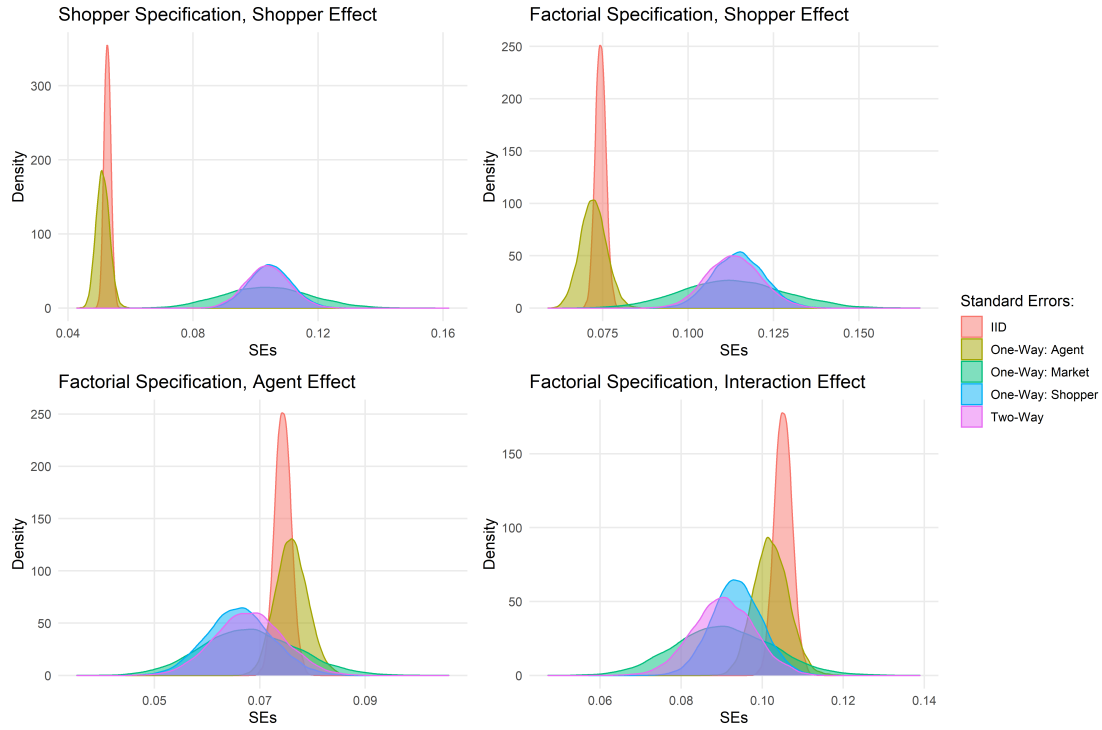 Shopper Specification, Shopper Effect
300
200
100
0
Density
0.04
0.08
0.12
0.16
SEs
Factorial Specification, Shopper Effect
250
200
150
100
50
0
Density
0.075
0.100
0.125
0.150
SEs
Factorial Specification, Agent Effect
250
200
150
100
50
0
Density
0.05
0.07
0.09
SEs
Factorial Specification, Interaction Effect
150
100
50
0
Density
0.06
0.08
0.10
0.12
0.14
SEs
Standard Errors:
IID
One-Way: Agent
One-Way: Market
One-Way: Shopper
Two-Way